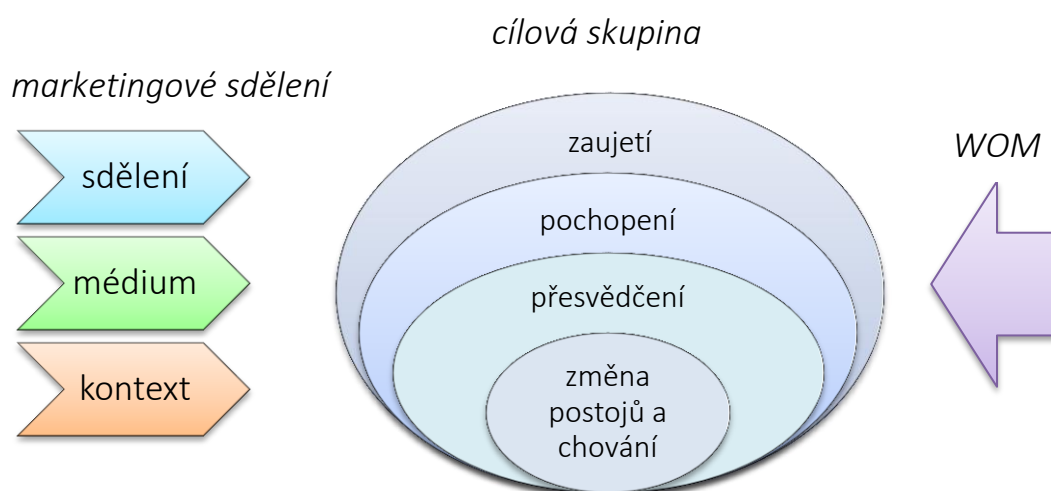 cílová skupina
marketingové sdělení
WOM
sdělení
médium
kontext
zaujetí
pochopení
přesvědčení
změna
postojů a
chování